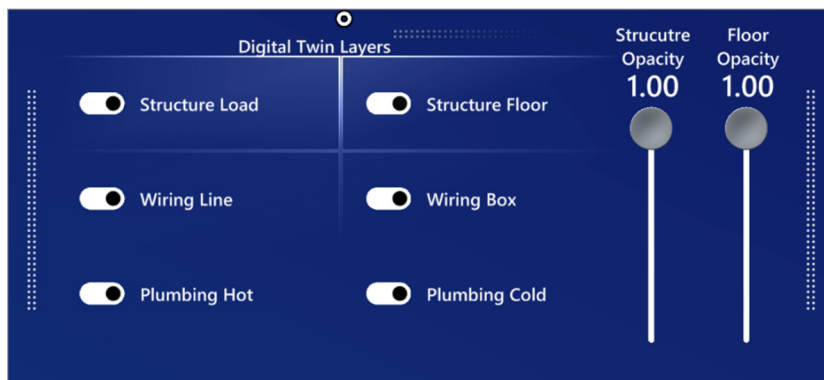 Digital Twin Layers
Strucutre
Opacity
1.00
Floor
Opacity
1.00
Structure Load
Structure Floor
Wiring Line
Wiring Box
Plumbing Hot
Plumbing Cold